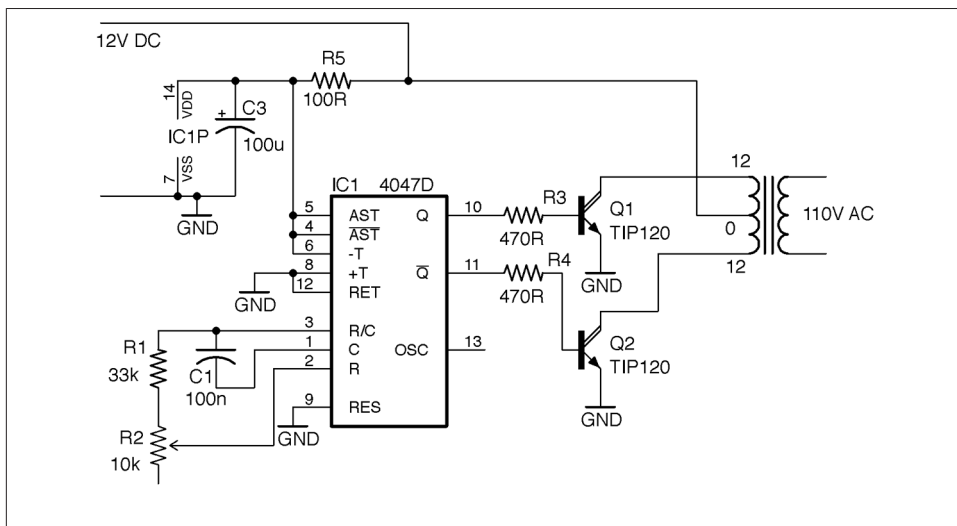 12V DC
R5
100R
14
VDD
C3
+
100u
IC1P
7
VSS
GND
IC1 4047D
5 AST Q 10
4 AST
6 -T
8 +T Q 11
12 RET
3 R/C
1 C OSC 13
2 R
9 RES
GND
GND
R1
33k
C1
100n
R2
10k
R3
470R
R4
470R
Q1
TIP120
GND
Q2
TIP120
GND
12
0
12
110V AC